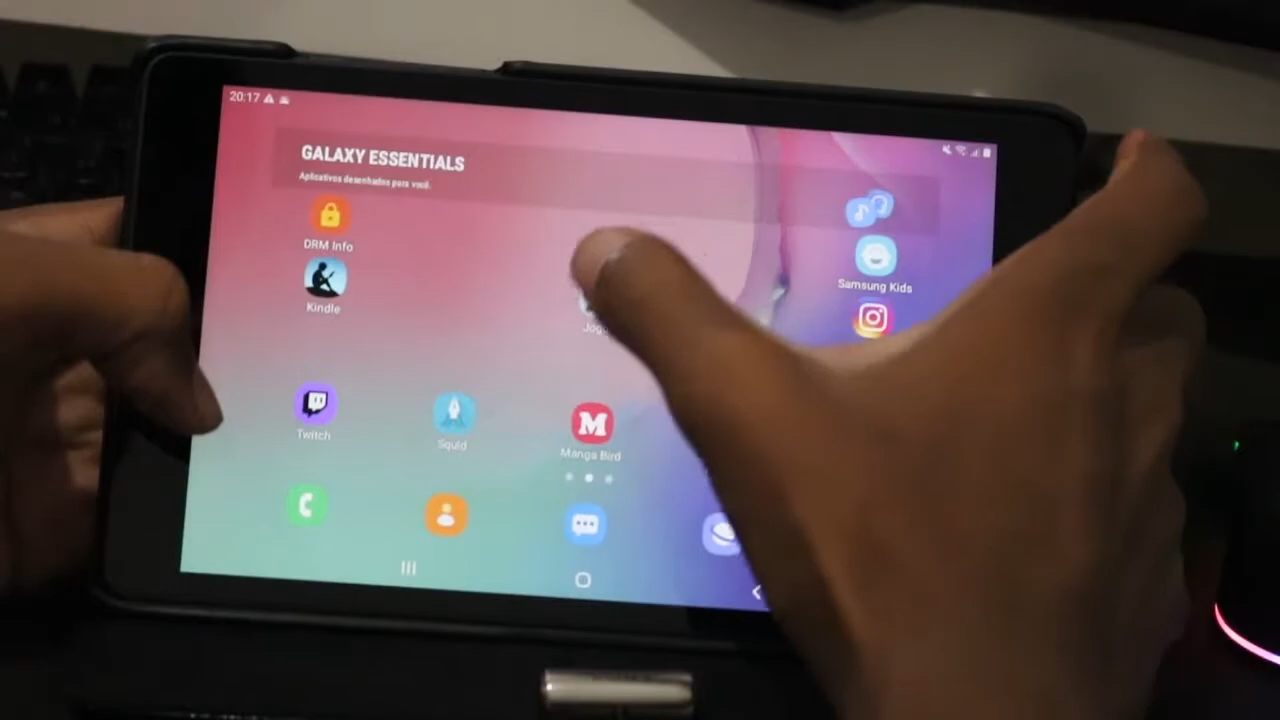 20:17
GALAXY ESSENTIALS
Aplicativos desenhados para você.
DRM Info
Kindle
Samsung Kids
Twitch
Squid
M
Manga Bird